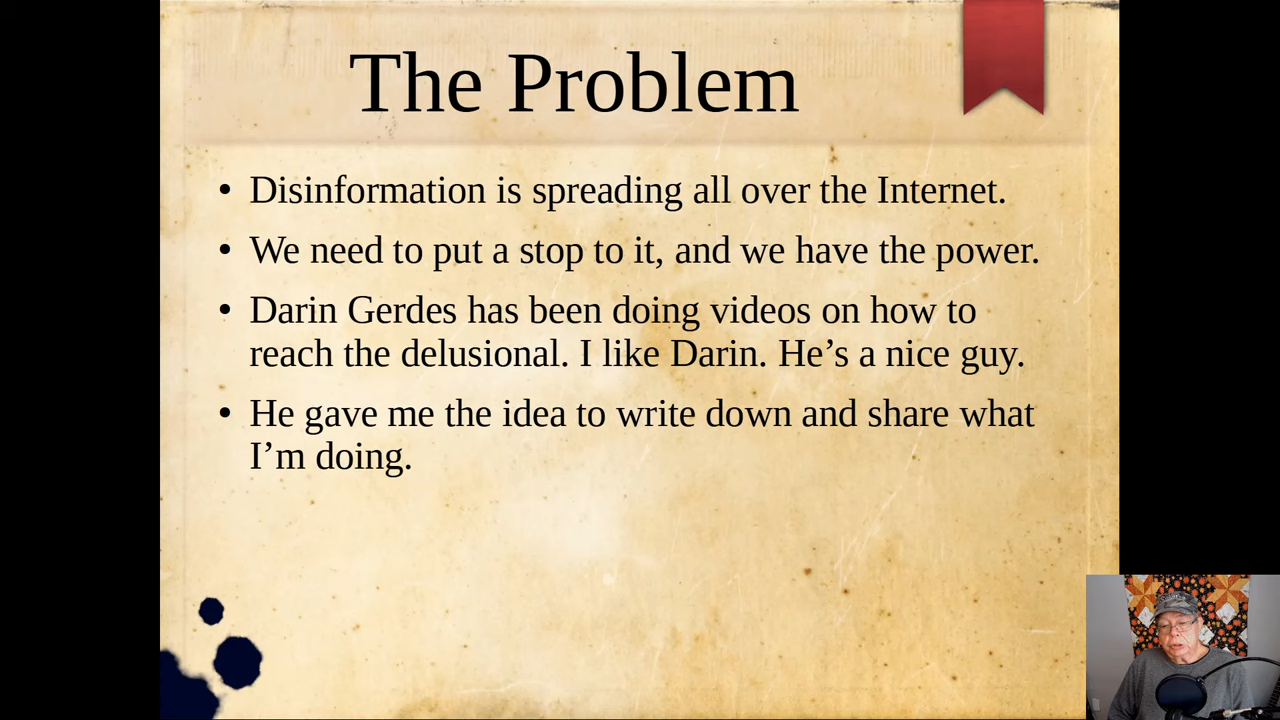 The Problem
• Disinformation is spreading all over the Internet.
• We need to put a stop to it, and we have the power.
• Darin Gerdes has been doing videos on how to
reach the delusional. I like Darin. He’s a nice guy.
• He gave me the idea to write down and share what
I’m doing.